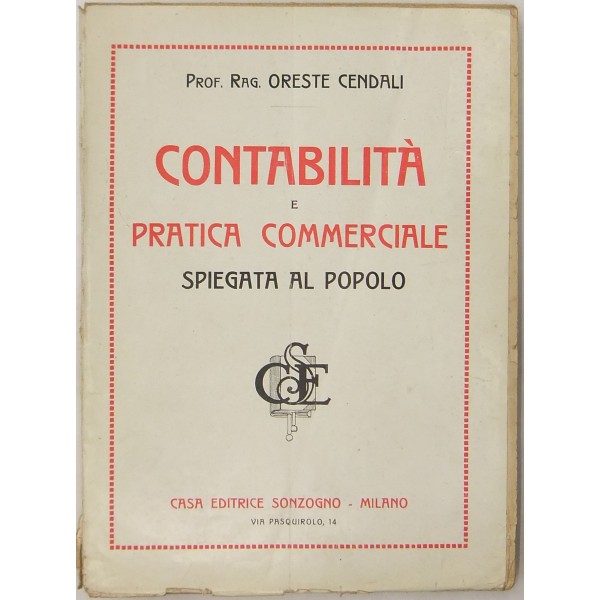 PROF. RAG. ORESTE CENDALI
CONTABILITÀ
E
PRATICA COMMERCIALE
SPIEGATA AL POPOLO
CSE
CASA EDITRICE SONZOGNO - MILANO
VIA PASQUIROLO, 14